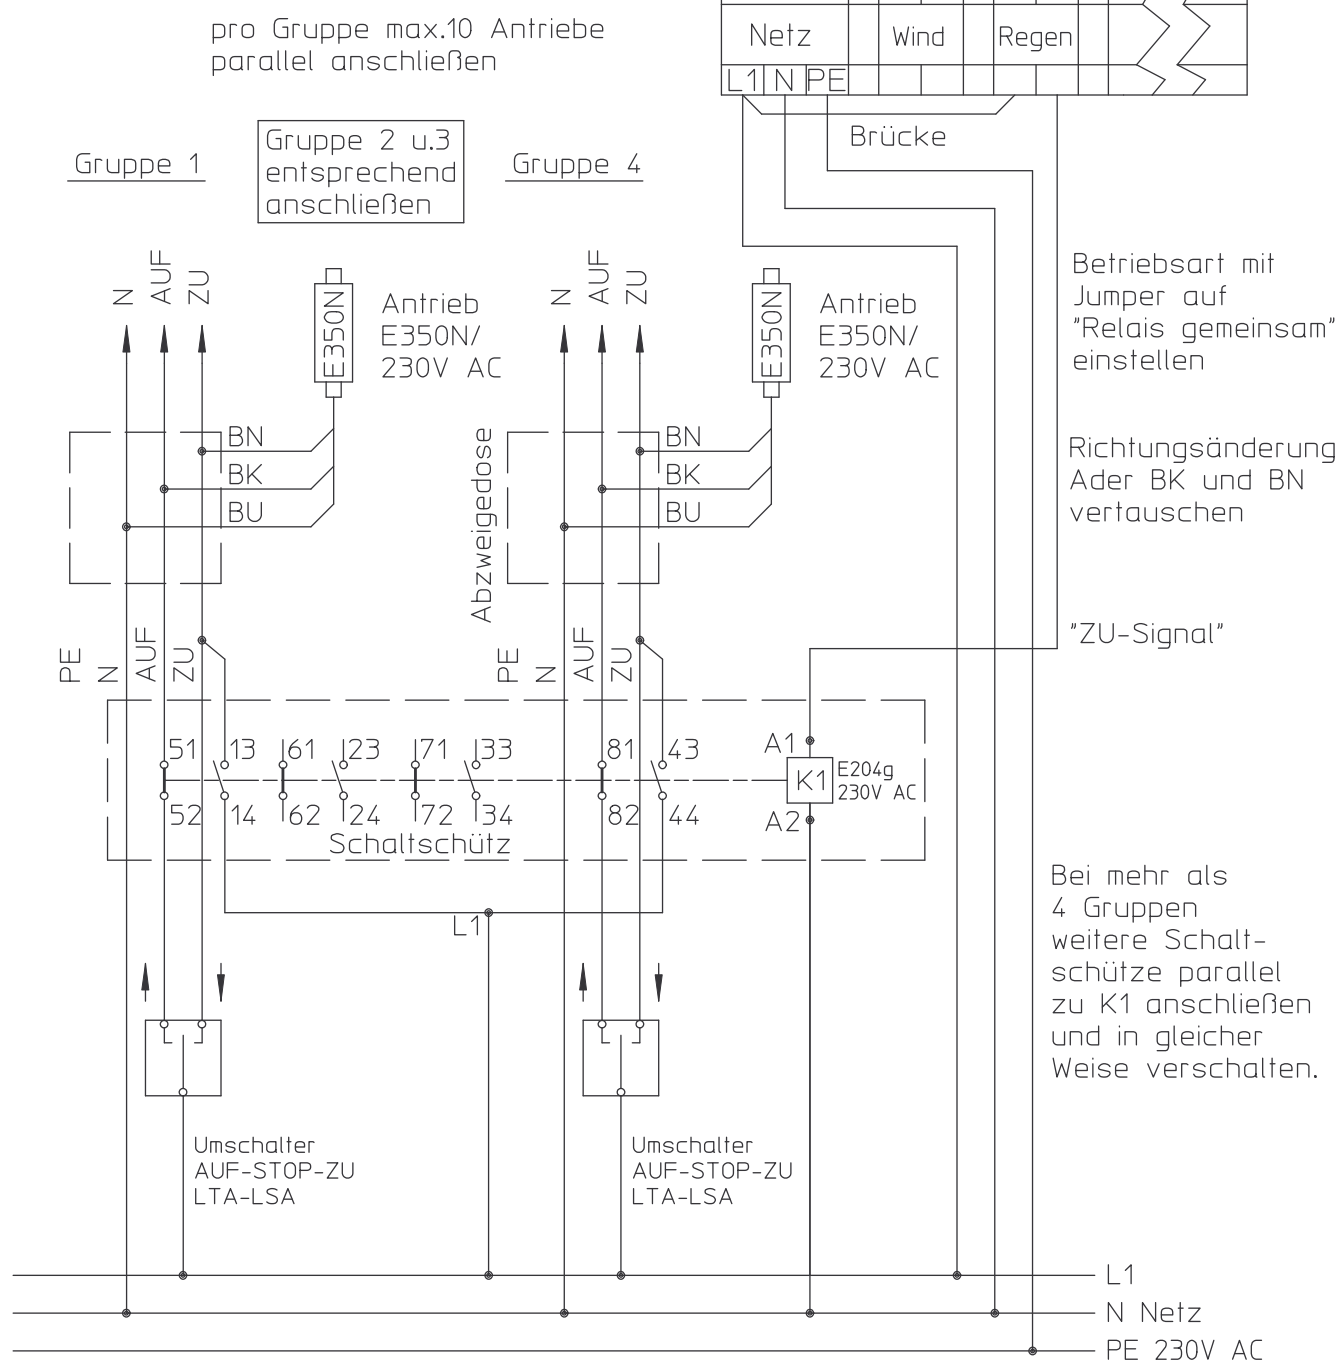 pro Gruppe max.10 Antriebe
parallel anschließen
Netz
Wind
Regen
L1 N PE
Brücke
Gruppe 1
Gruppe 2 u.3
entsprechend
anschließen
Gruppe 4
N
AUF
ZU
E350N
Antrieb
E350N/
230V AC
N
AUF
ZU
E350N
Antrieb
E350N/
230V AC
Betriebsart mit
Jumper auf
"Relais gemeinsam"
einstellen
BN
BK
BU
Abzweigedose
BN
BK
BU
Richtungsänderung
Ader BK und BN
vertauschen
PE
N
AUF
ZU
PE
N
AUF
ZU
"ZU-Signal"
51 13 61 23 71 33 81 43 A1
K1
E204g
230V AC
52 14 62 24 72 34 82 44 A2
Schaltschütz
L1
Bei mehr als
4 Gruppen
weitere Schalt-
schütze parallel
zu K1 anschließen
und in gleicher
Weise verschalten.
Umschalter
AUF-STOP-ZU
LTA-LSA
Umschalter
AUF-STOP-ZU
LTA-LSA
L1
N Netz
PE 230V AC